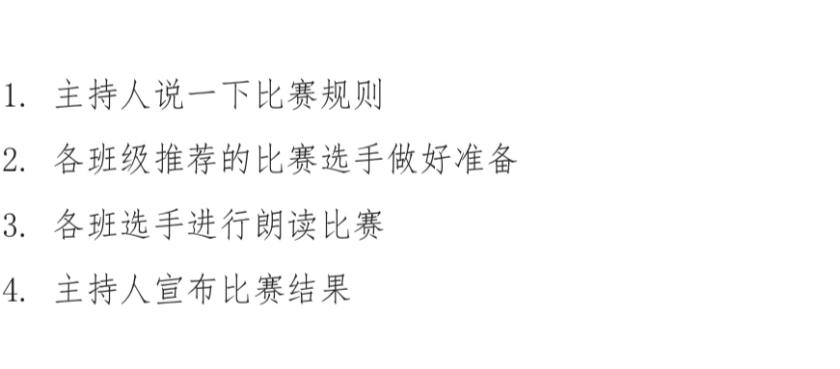 1. 主持人说一下比赛规则
2. 各班级推荐的比赛选手做好准备
3. 各班选手进行朗读比赛
4. 主持人宣布比赛结果